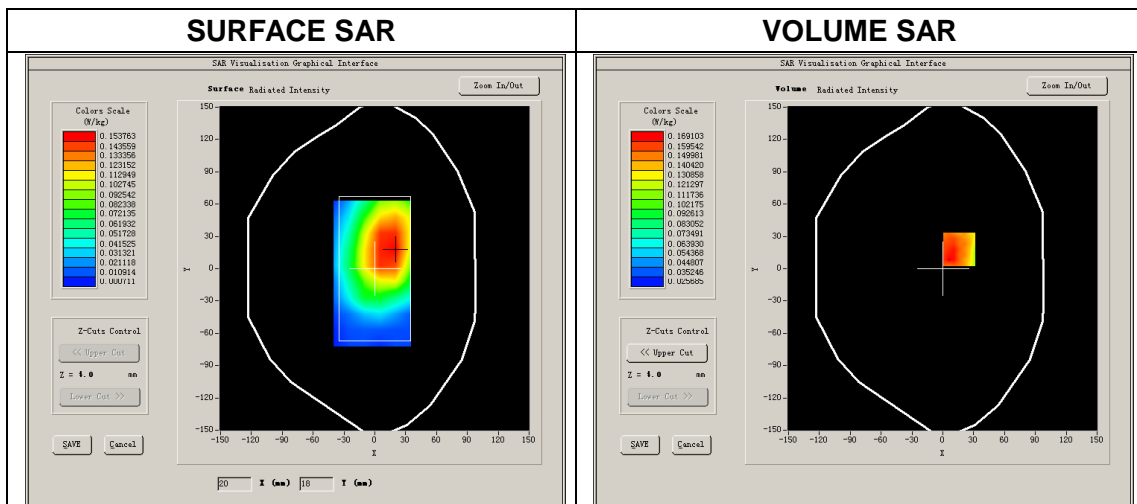 SURFACE SAR
SAR Visualisation Graphical Interface
Surface Radiated Intensity
Zoom In/Out
Colors Scale
(W/kg)
0.153763
0.143559
0.133356
0.123152
0.112949
0.102745
0.092542
0.082338
0.072135
0.061932
0.051728
0.041525
0.031321
0.021118
0.010914
0.000711
150
120
90
60
30
0
-30
-60
-90
-120
-150
Y
-150 -120 -90 -60 -30 0 30 60 90 120 150
X
Z-Cuts Control
<< Upper Cut
Z = 4.0 mm
Lower Cut >>
SAVE Cancel
20 X (mm) 18 Y (mm)
VOLUME SAR
SAR Visualisation Graphical Interface
Volume Radiated Intensity
Zoom In/Out
Colors Scale
(W/kg)
0.169103
0.159542
0.149981
0.140420
0.130858
0.121297
0.111736
0.102175
0.092613
0.083052
0.073491
0.063930
0.054368
0.044807
0.035246
0.025685
150
120
90
60
30
0
-30
-60
-90
-120
-150
Y
-150 -120 -90 -60 -30 0 30 60 90 120 150
X
Z-Cuts Control
<< Upper Cut
Z = 4.0 mm
Lower Cut >>
SAVE Cancel